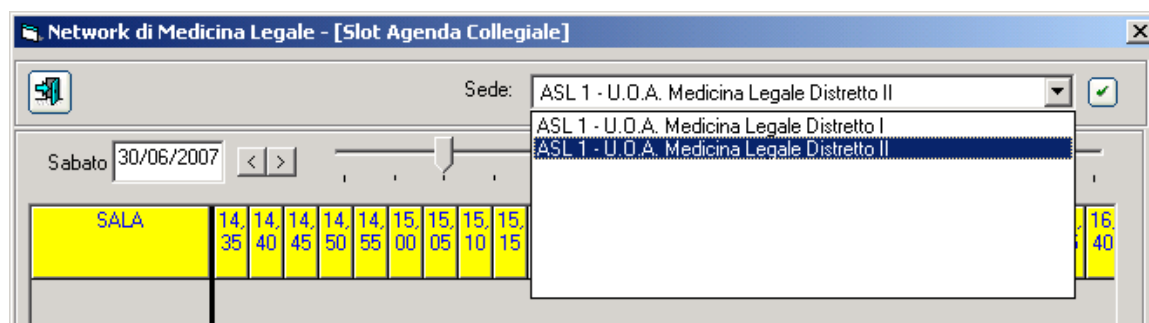 Network di Medicina Legale - [Slot Agenda Collegiale]
Sede: ASL 1 - U.O.A. Medicina Legale Distretto II
ASL 1 - U.O.A. Medicina Legale Distretto I
ASL 1 - U.O.A. Medicina Legale Distretto II
Sabato 30/06/2007 < >
SALA 14, 14, 14, 14, 14, 15, 15, 15, 15, 16,
35 40 45 50 55 00 05 10 15 40